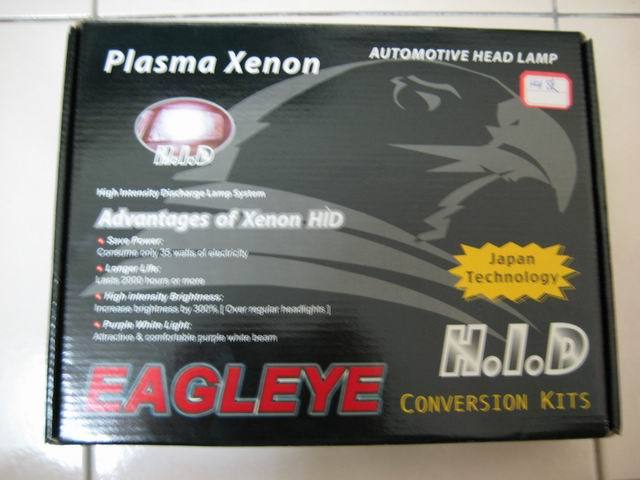 Plasma Xenon
AUTOMOTIVE HEAD LAMP
H.I.D
High Intensity Discharge Lamp System
Advantages of Xenon HID
Save Power:
Consume only 35 watts of electricity
Longer Life:
Lasts 2000 hours or more
High intensity Brightness:
Increase brightness by 300% [ Over regular headlights ]
Purple White Light:
Attractive & comfortable purple white beam
Japan
Technology
H.I.D
EAGLEYE
CONVERSION KITS